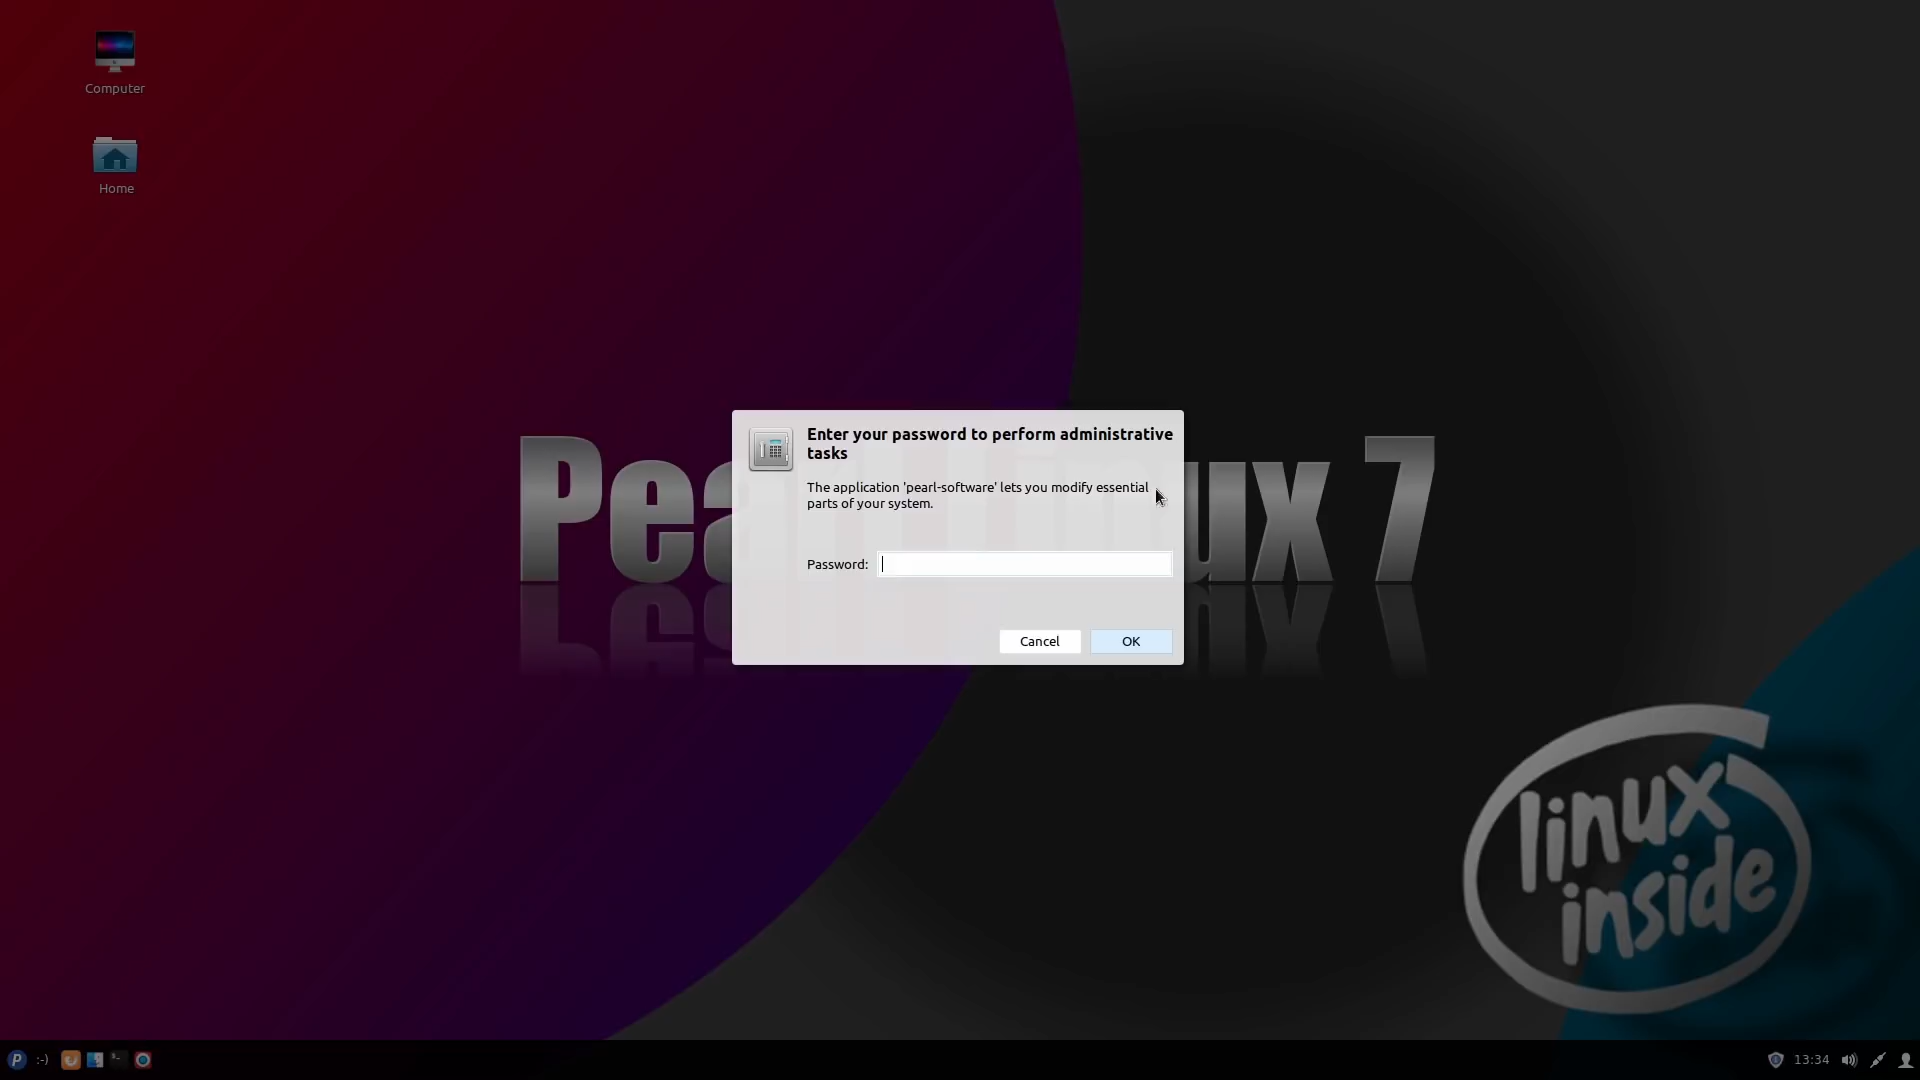 Computer
Home
Pea
ux 7
Enter your password to perform administrative
tasks
The application 'pearl-software' lets you modify essential
parts of your system.
Password:
Cancel
OK
linux
inside
P
:-)
13:34